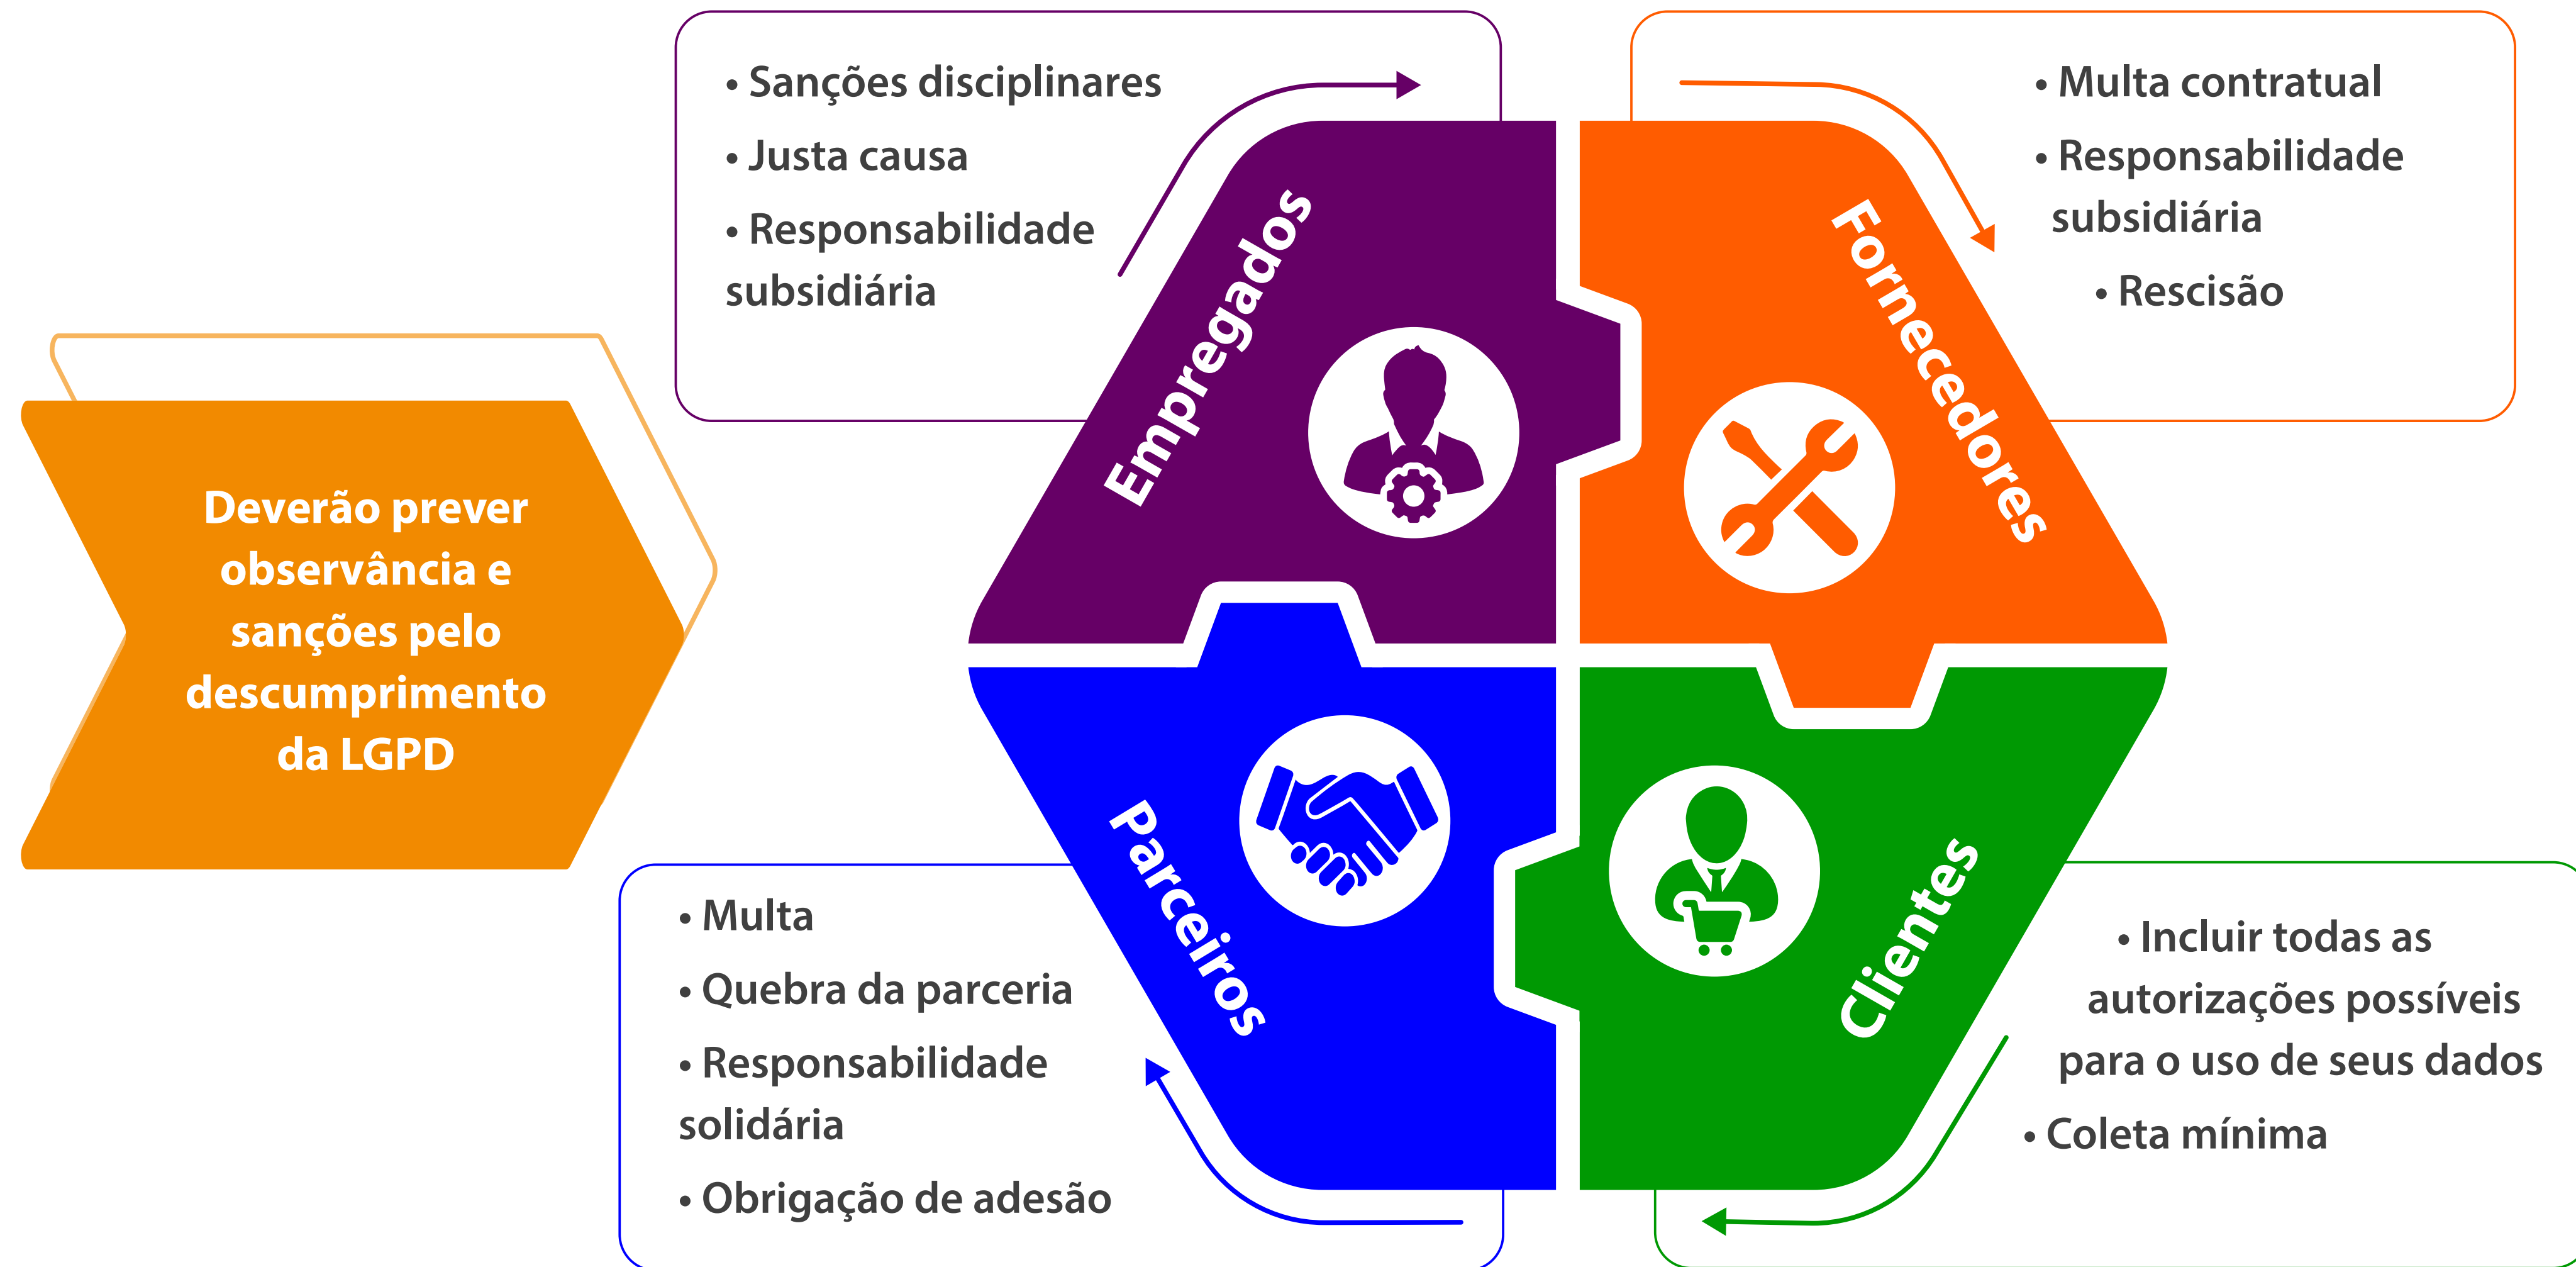 Deverão prever
observância e
sanções pelo
descumprimento
da LGPD
• Sanções disciplinares
• Justa causa
• Responsabilidade
subsidiária
Empregados
• Multa contratual
• Responsabilidade
subsidiária
• Rescisão
Fornecedores
• Multa
• Quebra da parceria
• Responsabilidade
solidária
• Obrigação de adesão
Parceiros
• Incluir todas as
autorizações possíveis
para o uso de seus dados
• Coleta mínima
Clientes